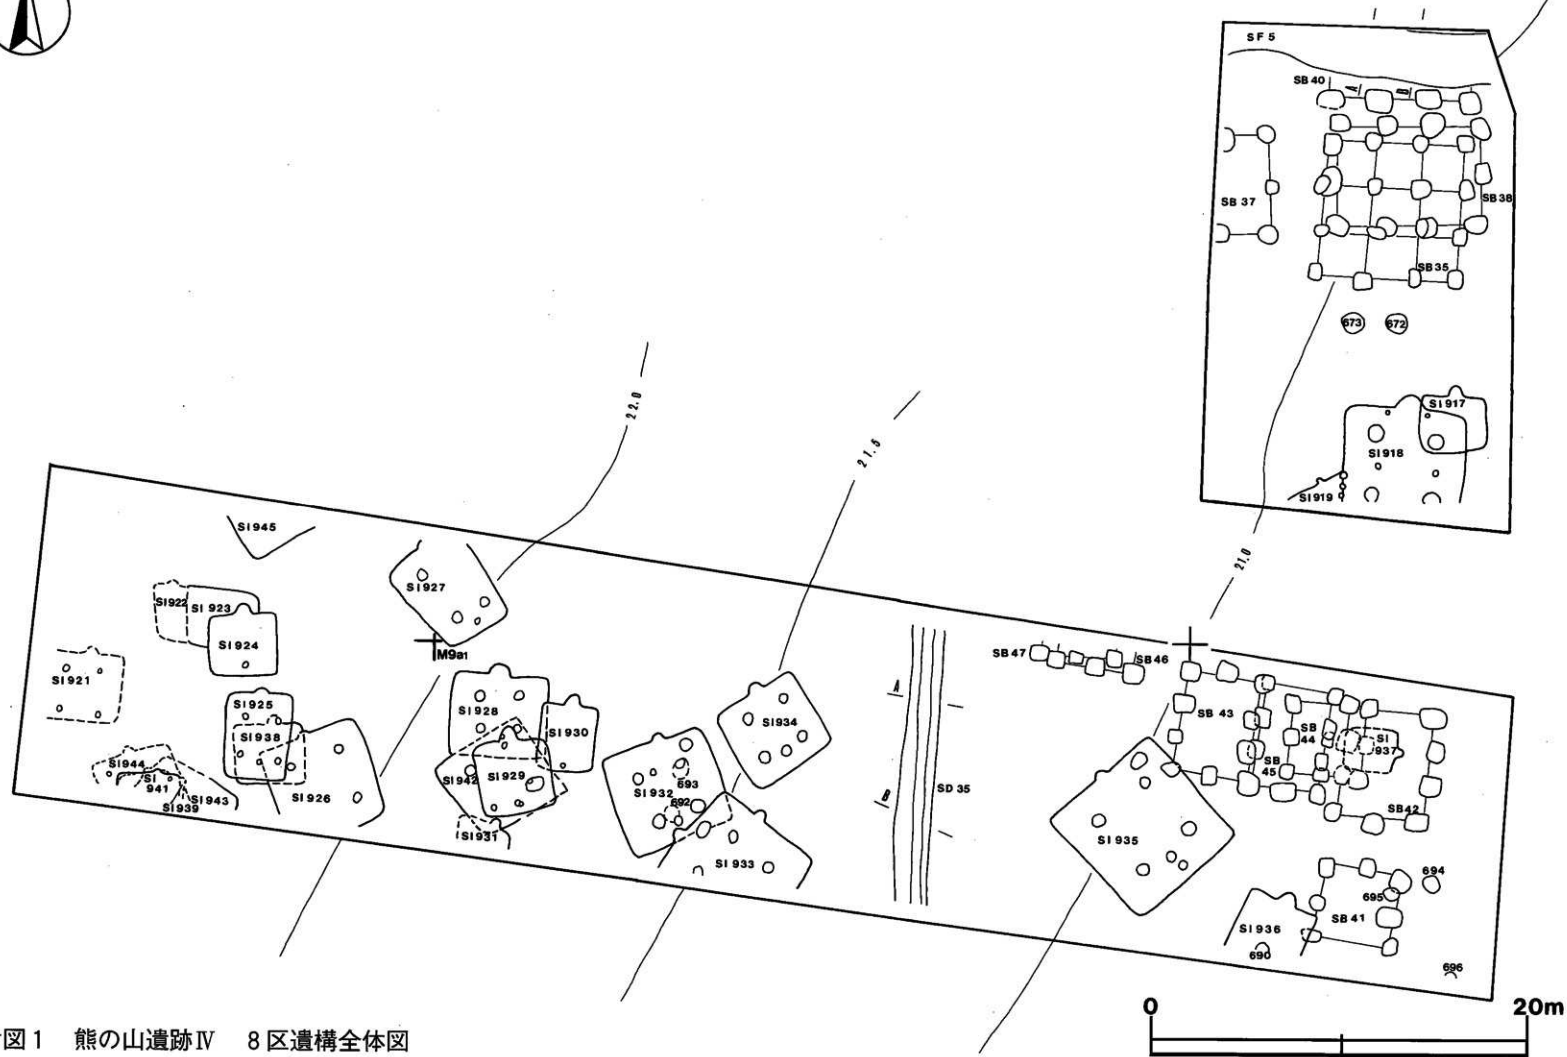 SF 5
SB 40
A
B
SB 37
SB 38
SB 35
673
672
SI 917
SI 918
SI 919
22.0
21.5
21.0
SI 945
SI 927
M9a1
SI 922
SI 923
SI 924
SI 921
SI 925
SI 938
SI 926
SI 944
SI
941
SI 943
SI 939
SI 928
SI 930
SI 929
SI 942
SI 931
SI 932
693
692
SI 933
SI 934
A
B
SD 35
SB 47
SB 46
SB 43
SB
44
SB
45
SI
937
SB 42
SI 935
SI 936
690
SB 41
695
694
696
0
20m
図1 熊の山遺跡Ⅳ 8区遺構全体図